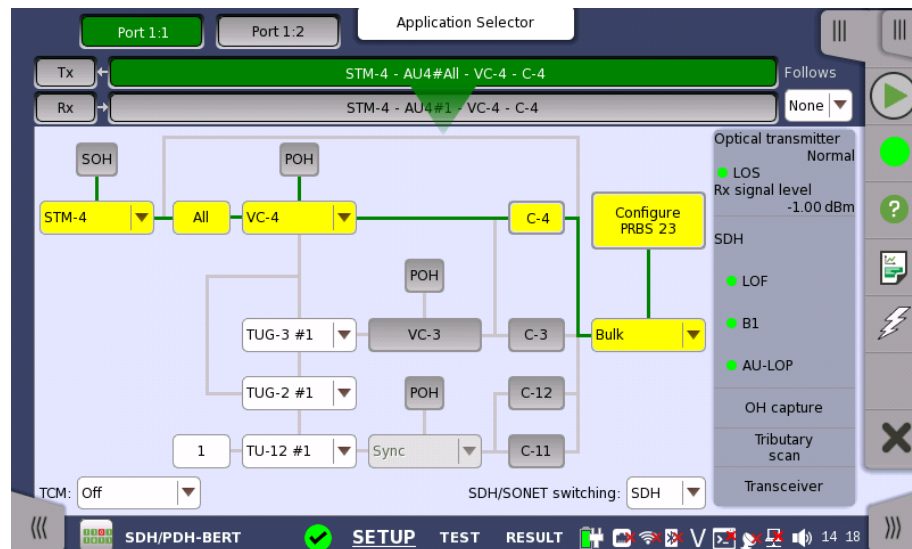 Application Selector
Port 1:1
Port 1:2
Tx
STM-4 - AU4#All - VC-4 - C-4
Follows
Rx
STM-4 - AU4#1 - VC-4 - C-4
None
SOH
POH
STM-4
All
VC-4
C-4
Configure
PRBS 23
POH
TUG-3 #1
VC-3
C-3
Bulk
TUG-2 #1
POH
C-12
1
TU-12 #1
Sync
C-11
TCM: Off
SDH/SONET switching: SDH
Optical transmitter
Normal
LOS
Rx signal level
-1.00 dBm
SDH
LOF
B1
AU-LOP
OH capture
Tributary
scan
Transceiver
?
SDH/PDH-BERT
SETUP
TEST
RESULT
V
14 18